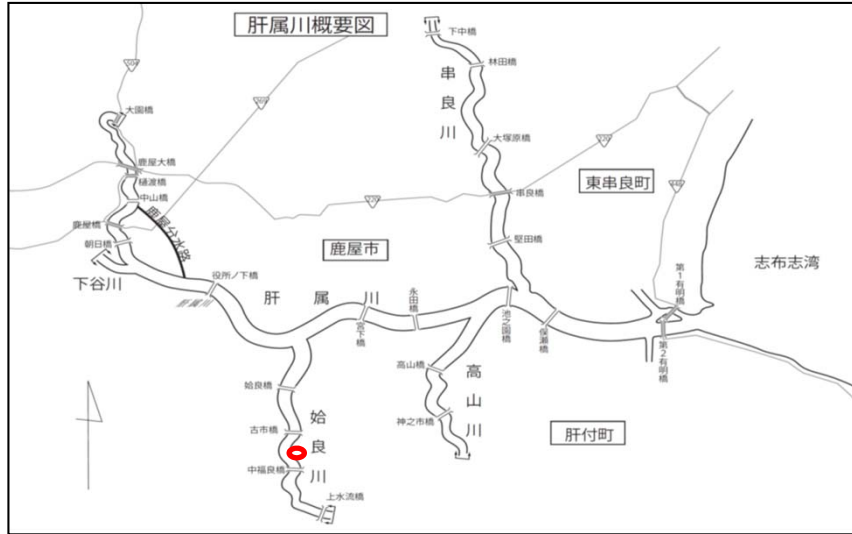 肝属川概要図
下中橋
林田橋
串良川
504
大園橋
269
大塚原橋
220
鹿屋大橋
樋渡橋
中山橋
東串良町
448
串良橋
220
鹿屋橋
鹿屋分水路
朝日橋
鹿屋市
堅田橋
志布志湾
下谷川
役所ノ下橋
肝属川
肝属川
永田橋
宮下橋
池之園橋
俣瀬橋
第1有明橋
第2有明橋
高山橋
高山川
姶良橋
神之市橋
肝付町
古市橋
姶良川
中福良橋
上水流橋